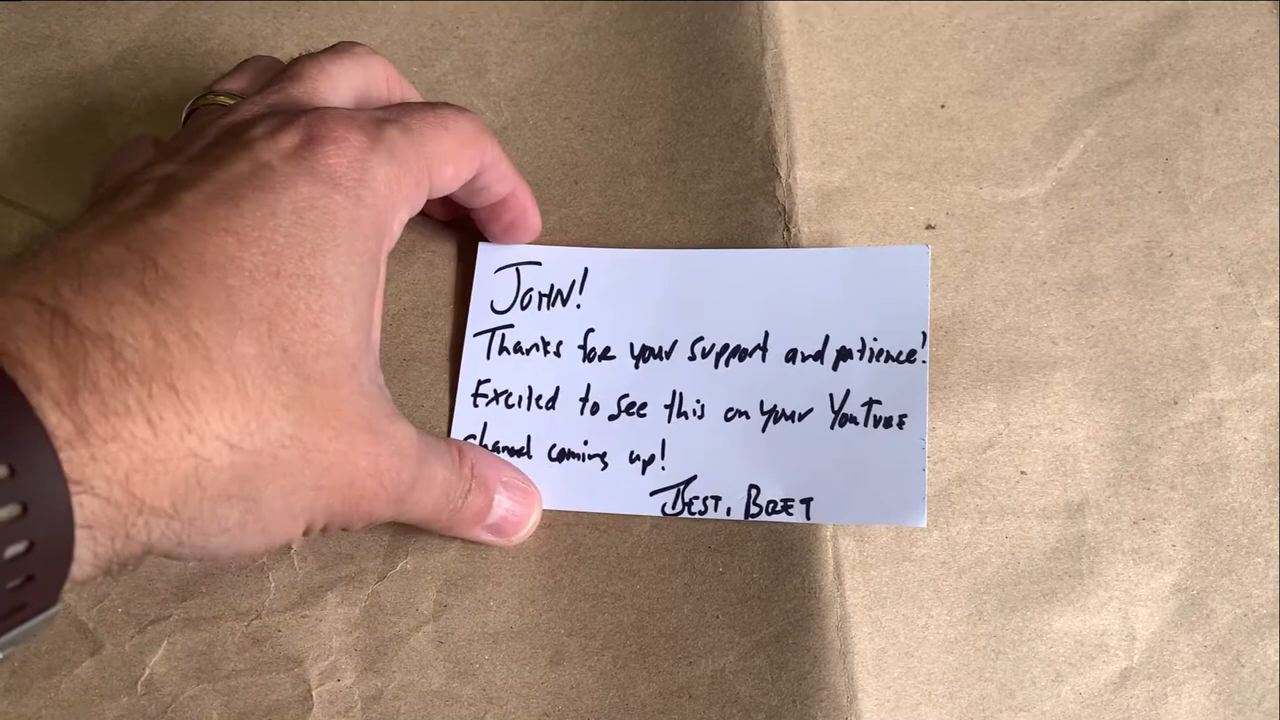 JOHN!
Thanks for your support and patience!
Excited to see this on your YouTube
channel coming up!
BEST, BRET